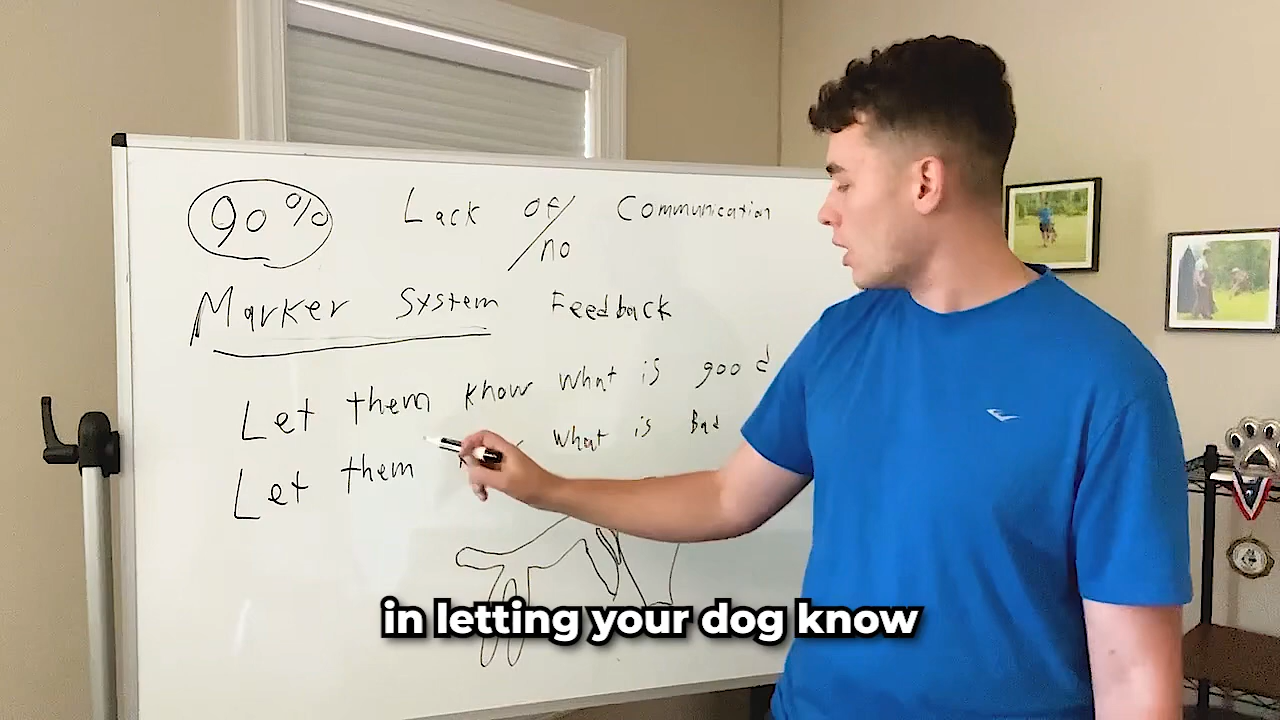 90% Lack of/no Communication
Marker System Feedback
Let them know what is good
Let them what is Bad
in letting your dog know